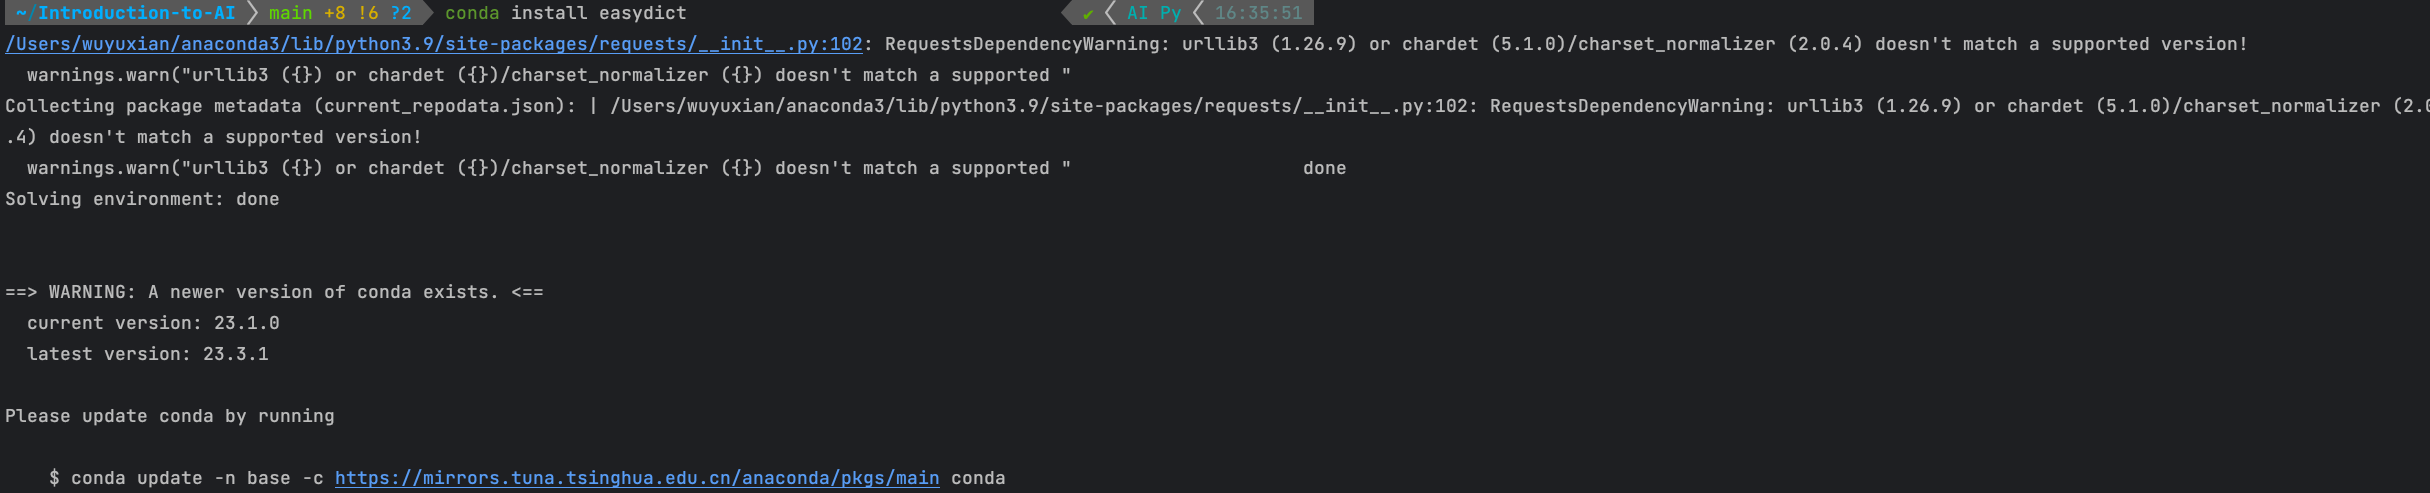 ~/Introduction-to-AI main +8 !6 ?2 conda install easydict ✔ AI Py 16:35:51
/Users/wuyuxian/anaconda3/lib/python3.9/site-packages/requests/__init__.py:102: RequestsDependencyWarning: urllib3 (1.26.9) or chardet (5.1.0)/charset_normalizer (2.0.4) doesn't match a supported version!
  warnings.warn("urllib3 ({}) or chardet ({})/charset_normalizer ({}) doesn't match a supported "
Collecting package metadata (current_repodata.json): | /Users/wuyuxian/anaconda3/lib/python3.9/site-packages/requests/__init__.py:102: RequestsDependencyWarning: urllib3 (1.26.9) or chardet (5.1.0)/charset_normalizer (2.0
.4) doesn't match a supported version!
  warnings.warn("urllib3 ({}) or chardet ({})/charset_normalizer ({}) doesn't match a supported " done
Solving environment: done
==> WARNING: A newer version of conda exists. <==
  current version: 23.1.0
  latest version: 23.3.1
Please update conda by running
    $ conda update -n base -c https://mirrors.tuna.tsinghua.edu.cn/anaconda/pkgs/main conda